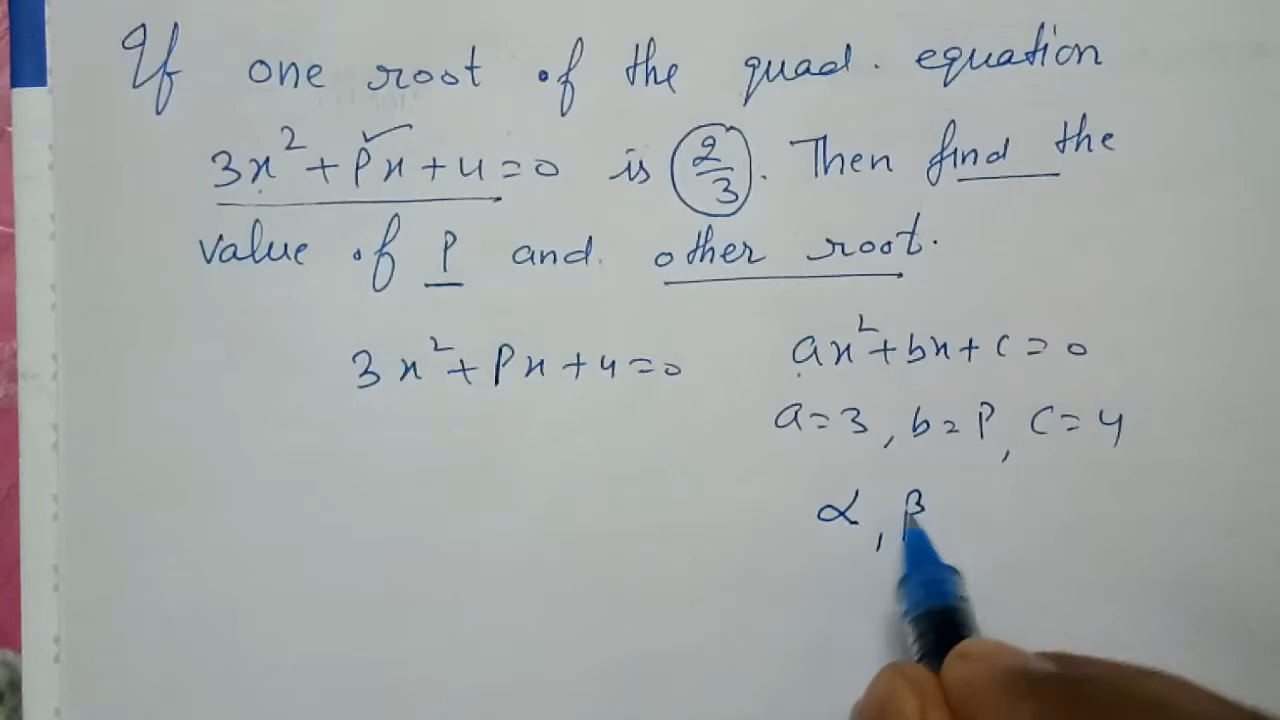 If one root of the quad. equation
3x² + Px + 4 = 0 is 2/3. Then find the
value of P and other root.
3x² + Px + 4 = 0
ax² + bx + c = 0
a = 3, b = P, c = 4
α, β